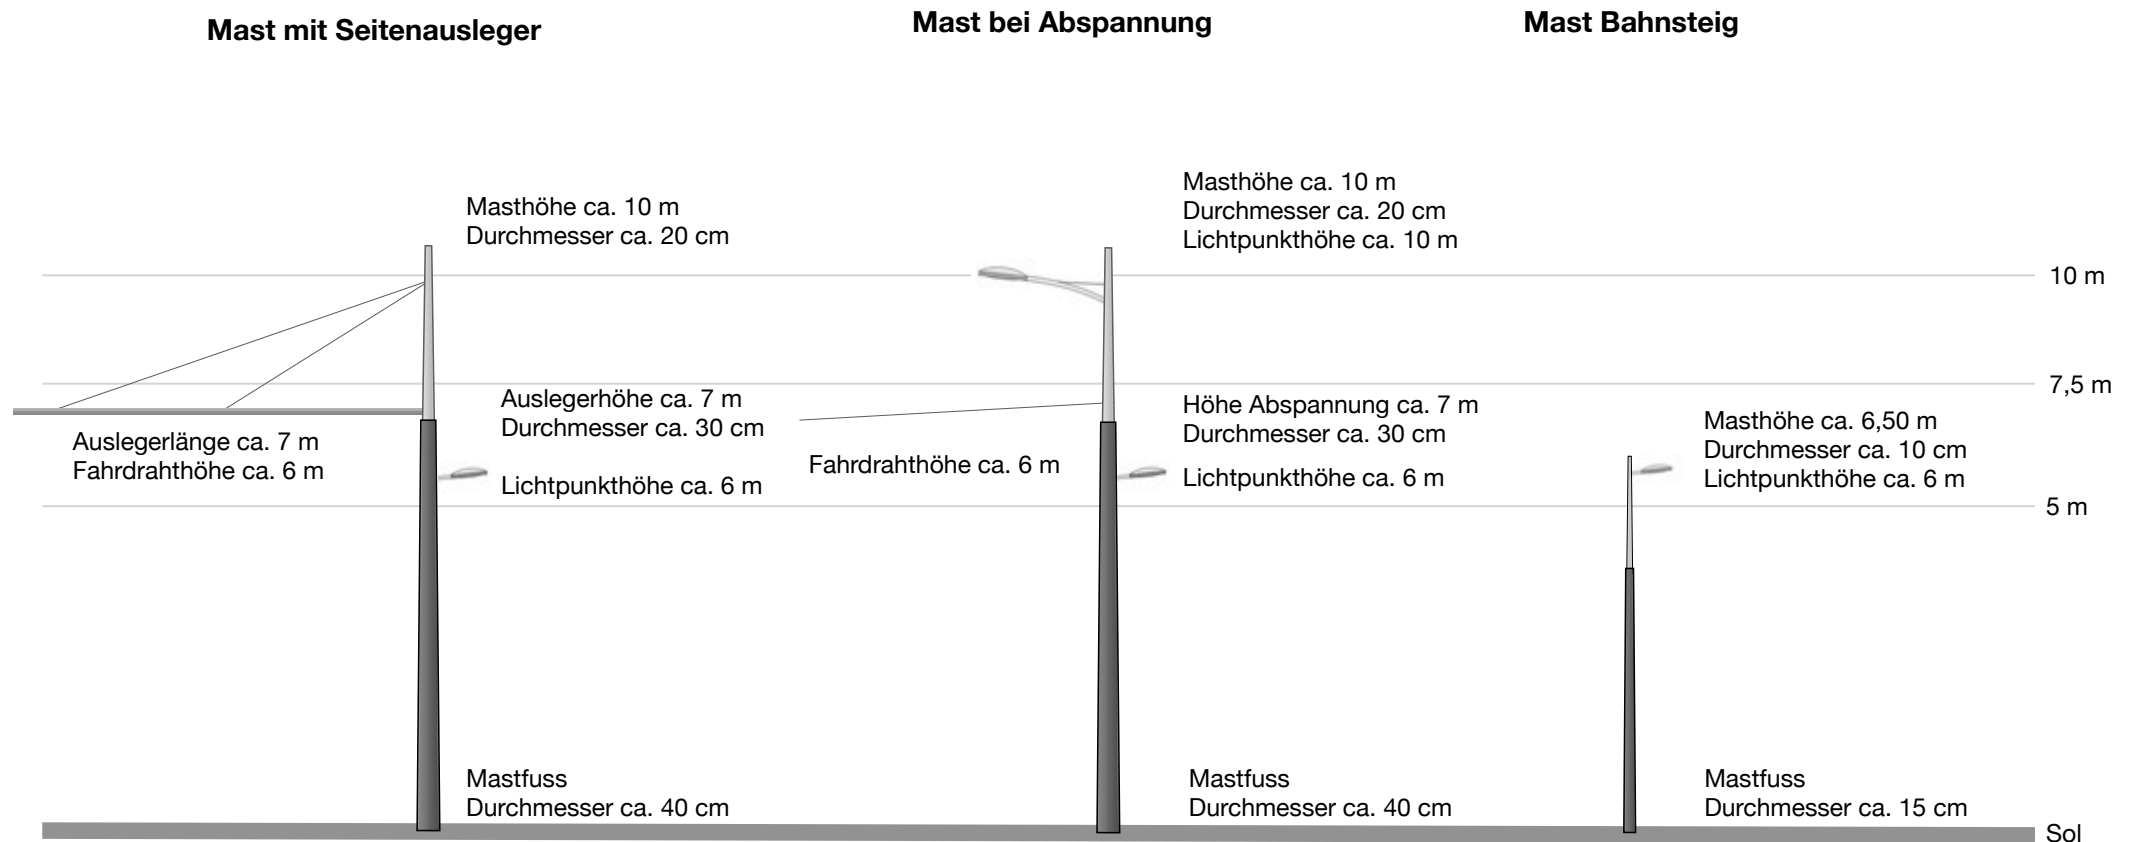 Mast mit Seitenausleger
Mast bei Abspannung
Mast Bahnsteig
Masthöhe ca. 10 m
Durchmesser ca. 20 cm
Masthöhe ca. 10 m
Durchmesser ca. 20 cm
Lichtpunkthöhe ca. 10 m
10 m
7,5 m
Auslegerhöhe ca. 7 m
Durchmesser ca. 30 cm
Auslegerlänge ca. 7 m
Fahrdrahthöhe ca. 6 m
Lichtpunkthöhe ca. 6 m
Höhe Abspannung ca. 7 m
Durchmesser ca. 30 cm
Fahrdrahthöhe ca. 6 m
Lichtpunkthöhe ca. 6 m
Masthöhe ca. 6,50 m
Durchmesser ca. 10 cm
Lichtpunkthöhe ca. 6 m
5 m
Mastfuss
Durchmesser ca. 40 cm
Mastfuss
Durchmesser ca. 40 cm
Mastfuss
Durchmesser ca. 15 cm
Sol